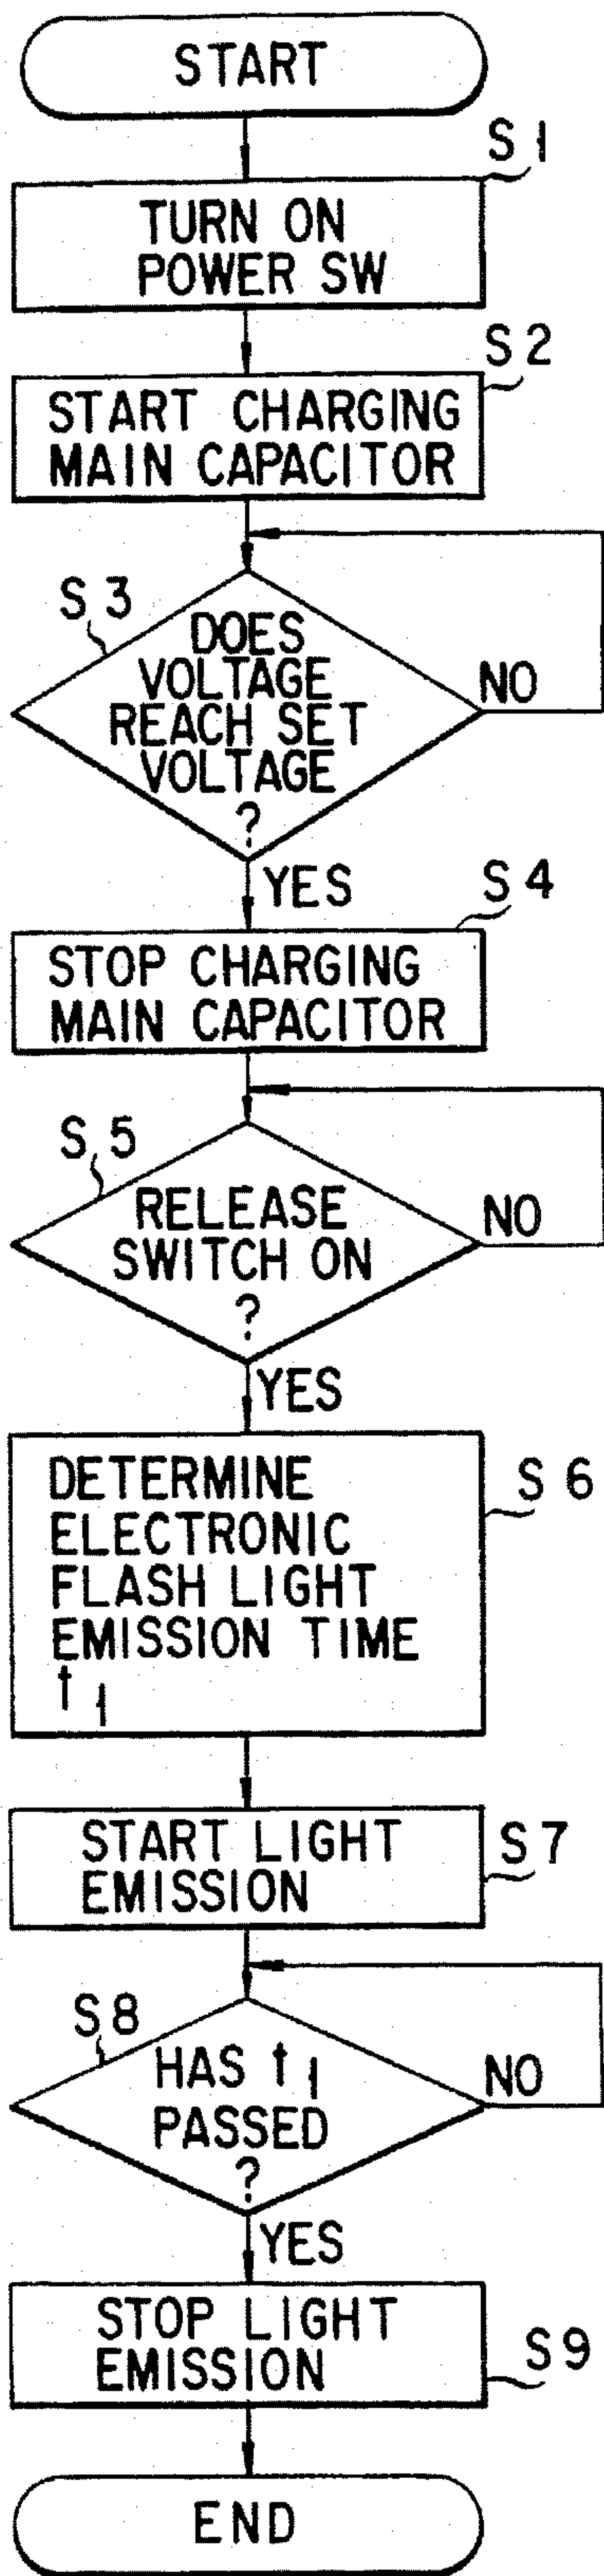 START
S1
TURN ON
POWER SW
S2
START CHARGING
MAIN CAPACITOR
S3
DOES
VOLTAGE
REACH SET
VOLTAGE
?
NO
YES
S4
STOP CHARGING
MAIN CAPACITOR
S5
RELEASE
SWITCH ON
?
NO
YES
S6
DETERMINE
ELECTRONIC
FLASH LIGHT
EMISSION TIME
t1
S7
START LIGHT
EMISSION
S8
HAS t1
PASSED
?
NO
YES
S9
STOP LIGHT
EMISSION
END